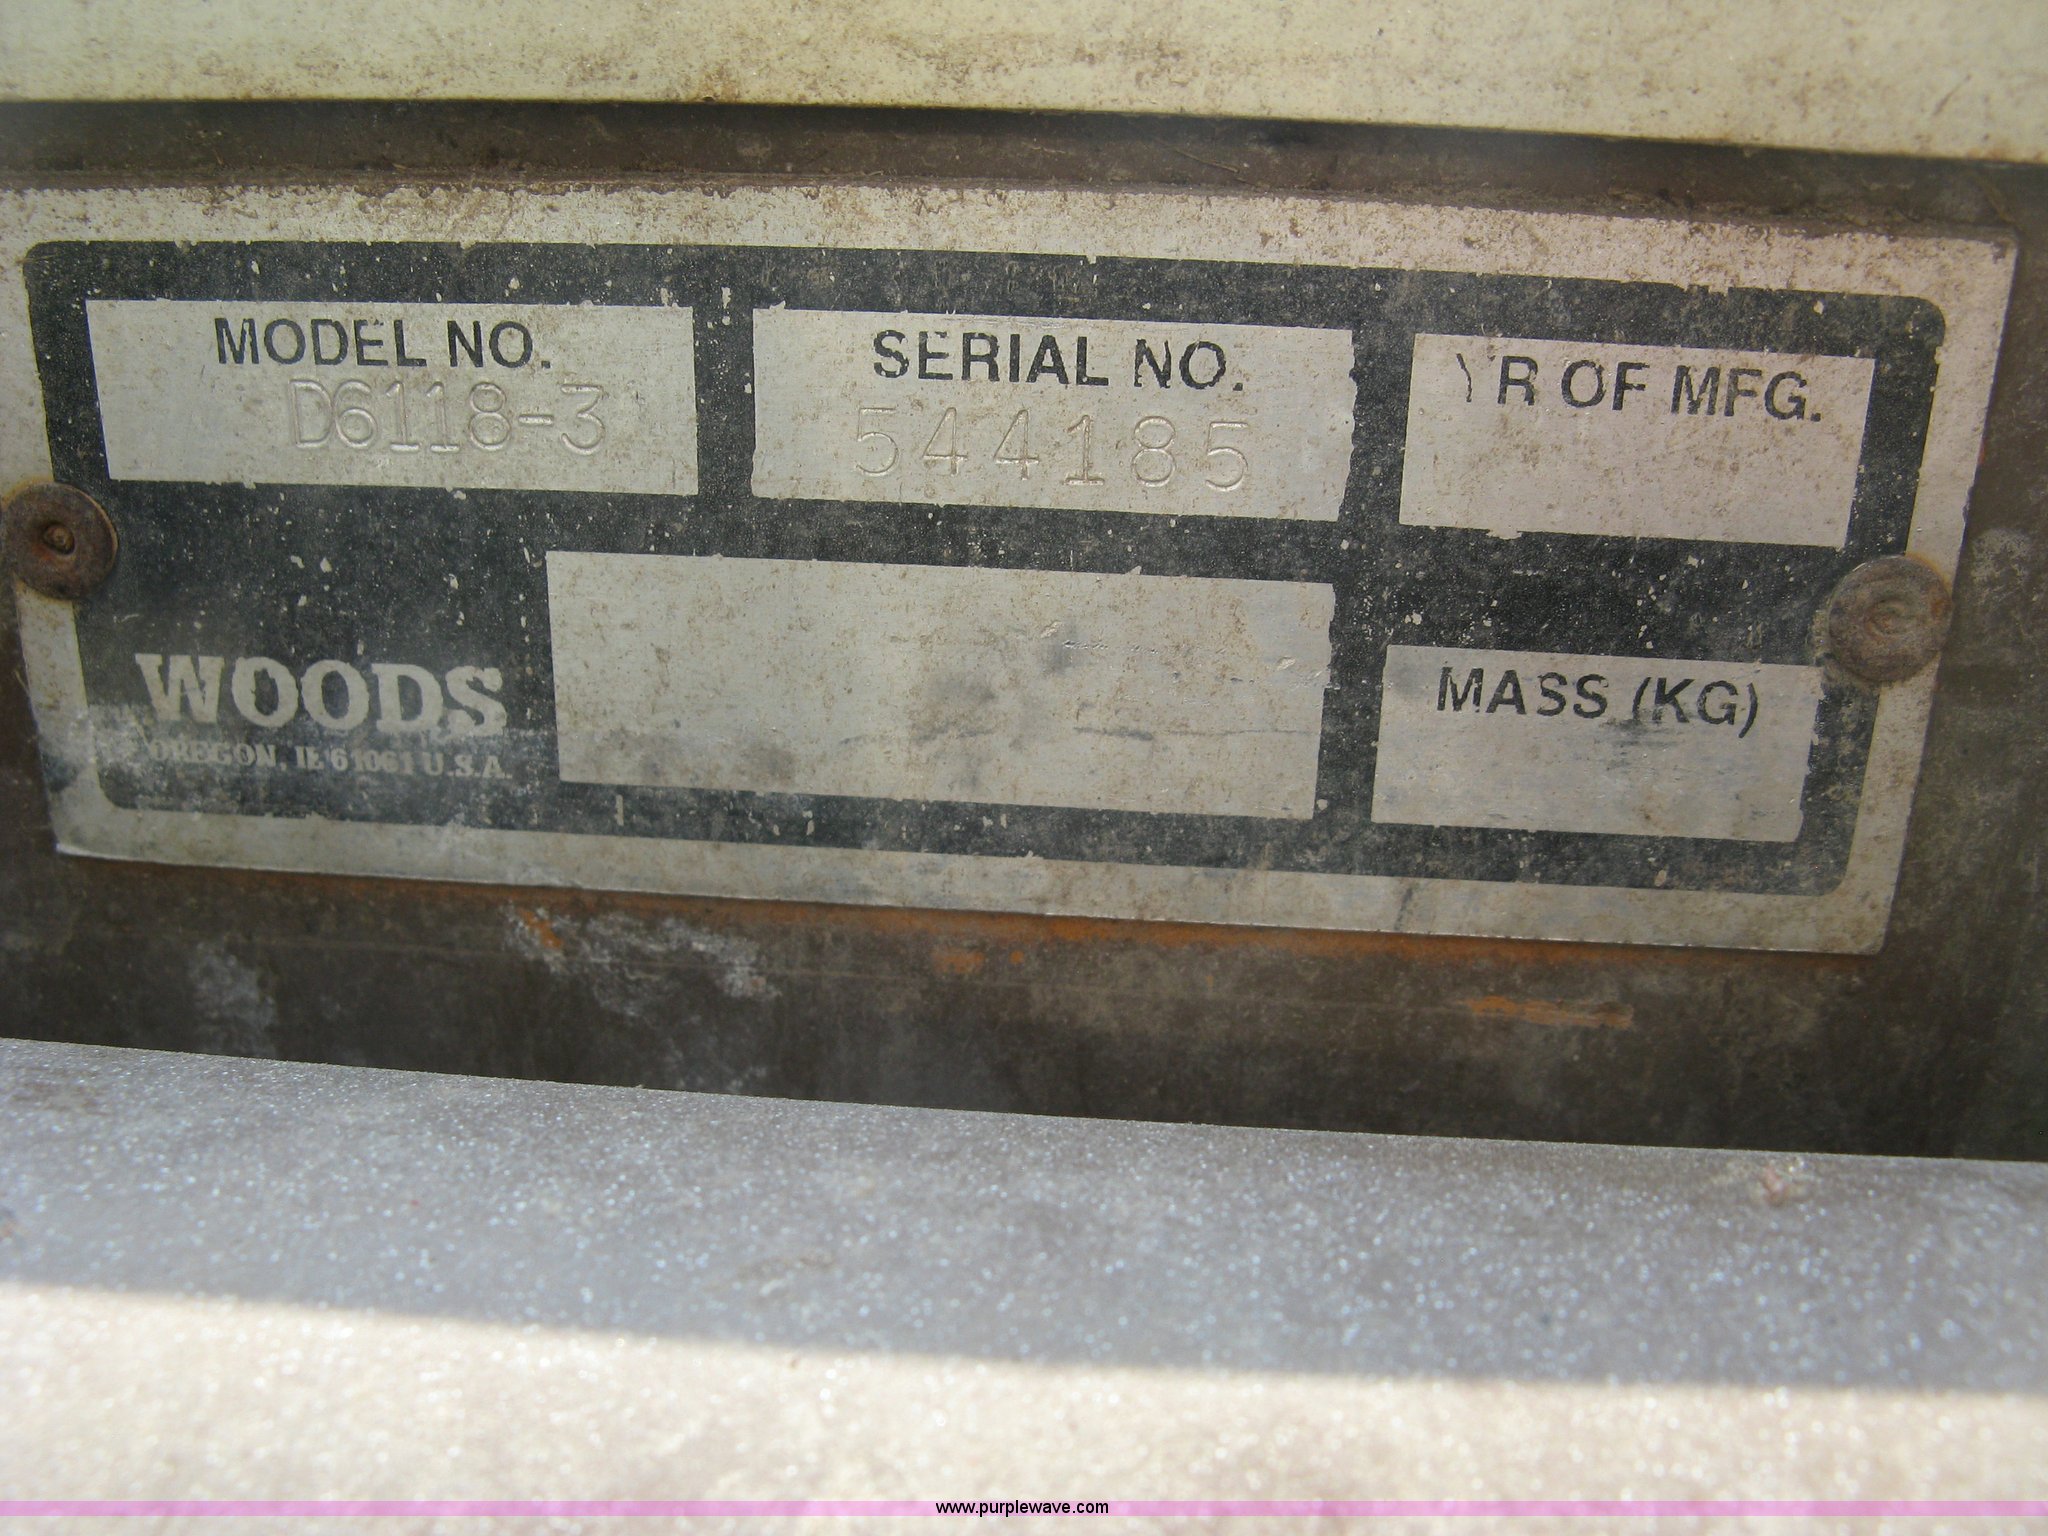 MODEL NO.
D6118-3
SERIAL NO.
544185
YR OF MFG.
WOODS
OREGON, IL 61061 U.S.A.
MASS (KG)
www.purplewave.com